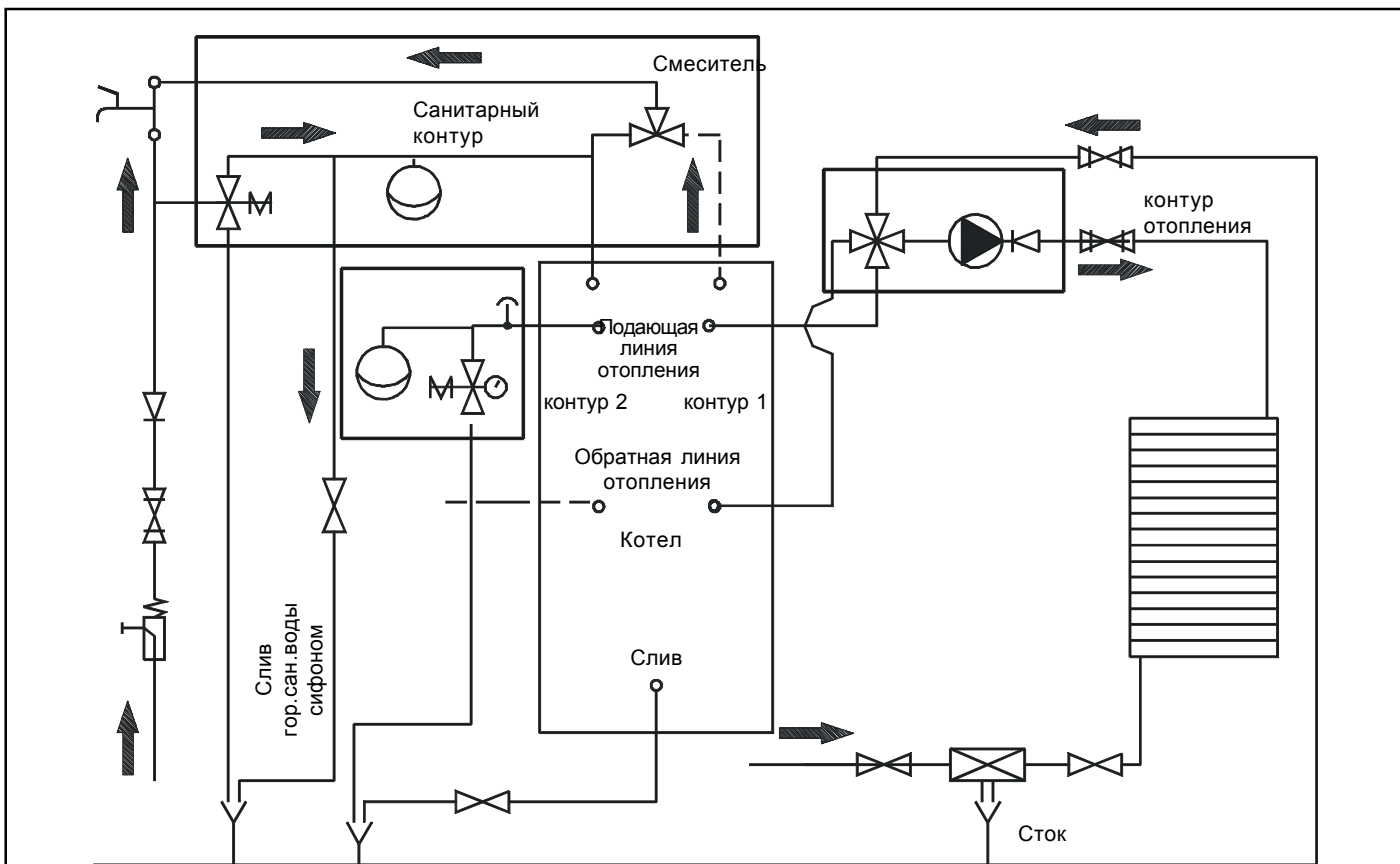 Смеситель
Санитарный
контур
контур
отопления
Подающая
линия
отопления
контур 2
контур 1
Обратная линия
отопления
Котел
Слив
гор.сан.воды
сифоном
Слив
Сток